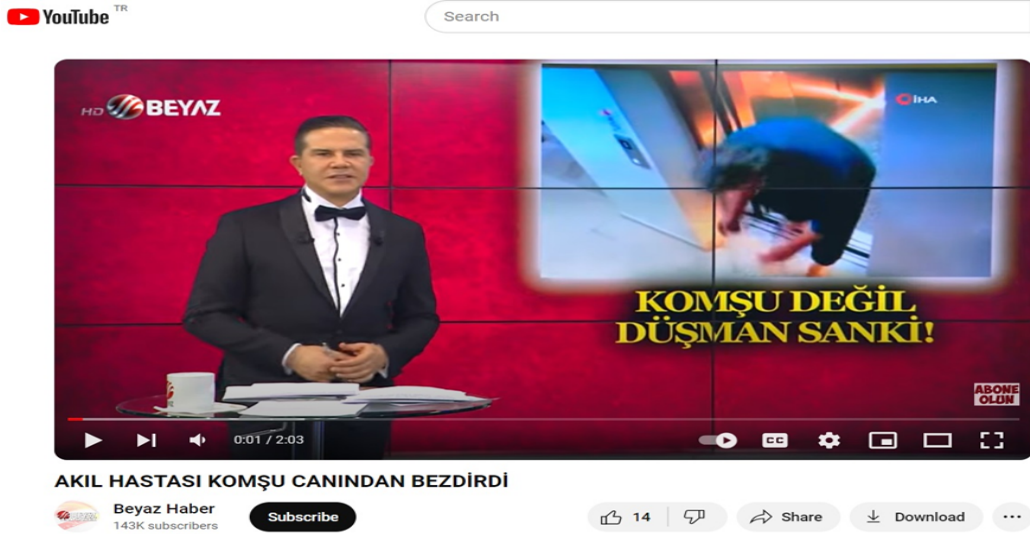 YouTube TR
Search
HD BEYAZ
İHA
KOMŞU DEĞİL
DÜŞMAN SANKİ!
ABONE
OLUN
0:01 / 2:03
CC
AKIL HASTASI KOMŞU CANINDAN BEZDİRDİ
Beyaz Haber
143K subscribers
Subscribe
14
Share
Download